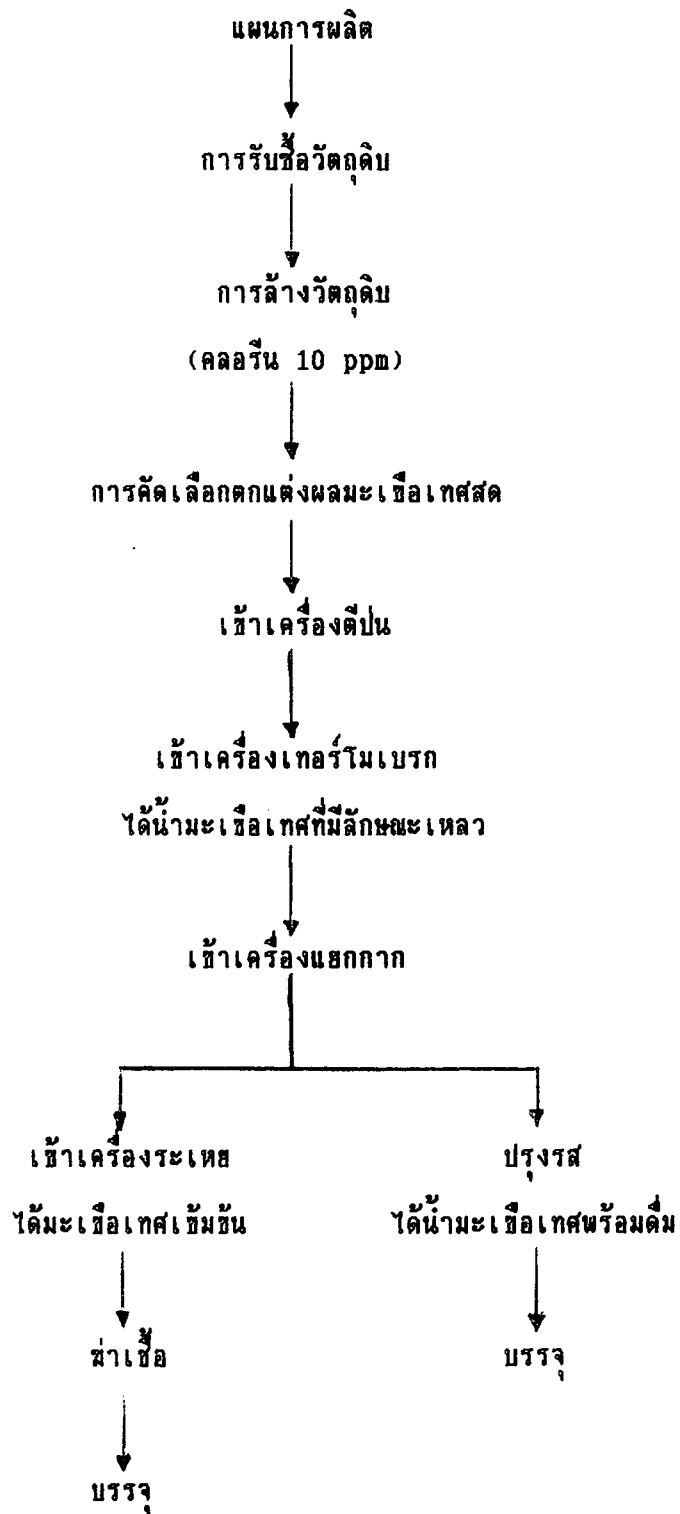 แผนการผลิต
การรับซื้อวัตถุดิบ
การล้างวัตถุดิบ
(คลอรีน 10 ppm)
การคัดเลือกตกแต่งผลมะเขือเทศสด
เข้าเครื่องตีป่น
เข้าเครื่องเทอร์โมเบรก
ได้น้ำมะเขือเทศที่มีลักษณะเหลว
เข้าเครื่องแยกกาก
เข้าเครื่องระเหย
ได้มะเขือเทศเข้มข้น
ฆ่าเชื้อ
บรรจุ
ปรุงรส
ได้น้ำมะเขือเทศพร้อมดื่ม
บรรจุ